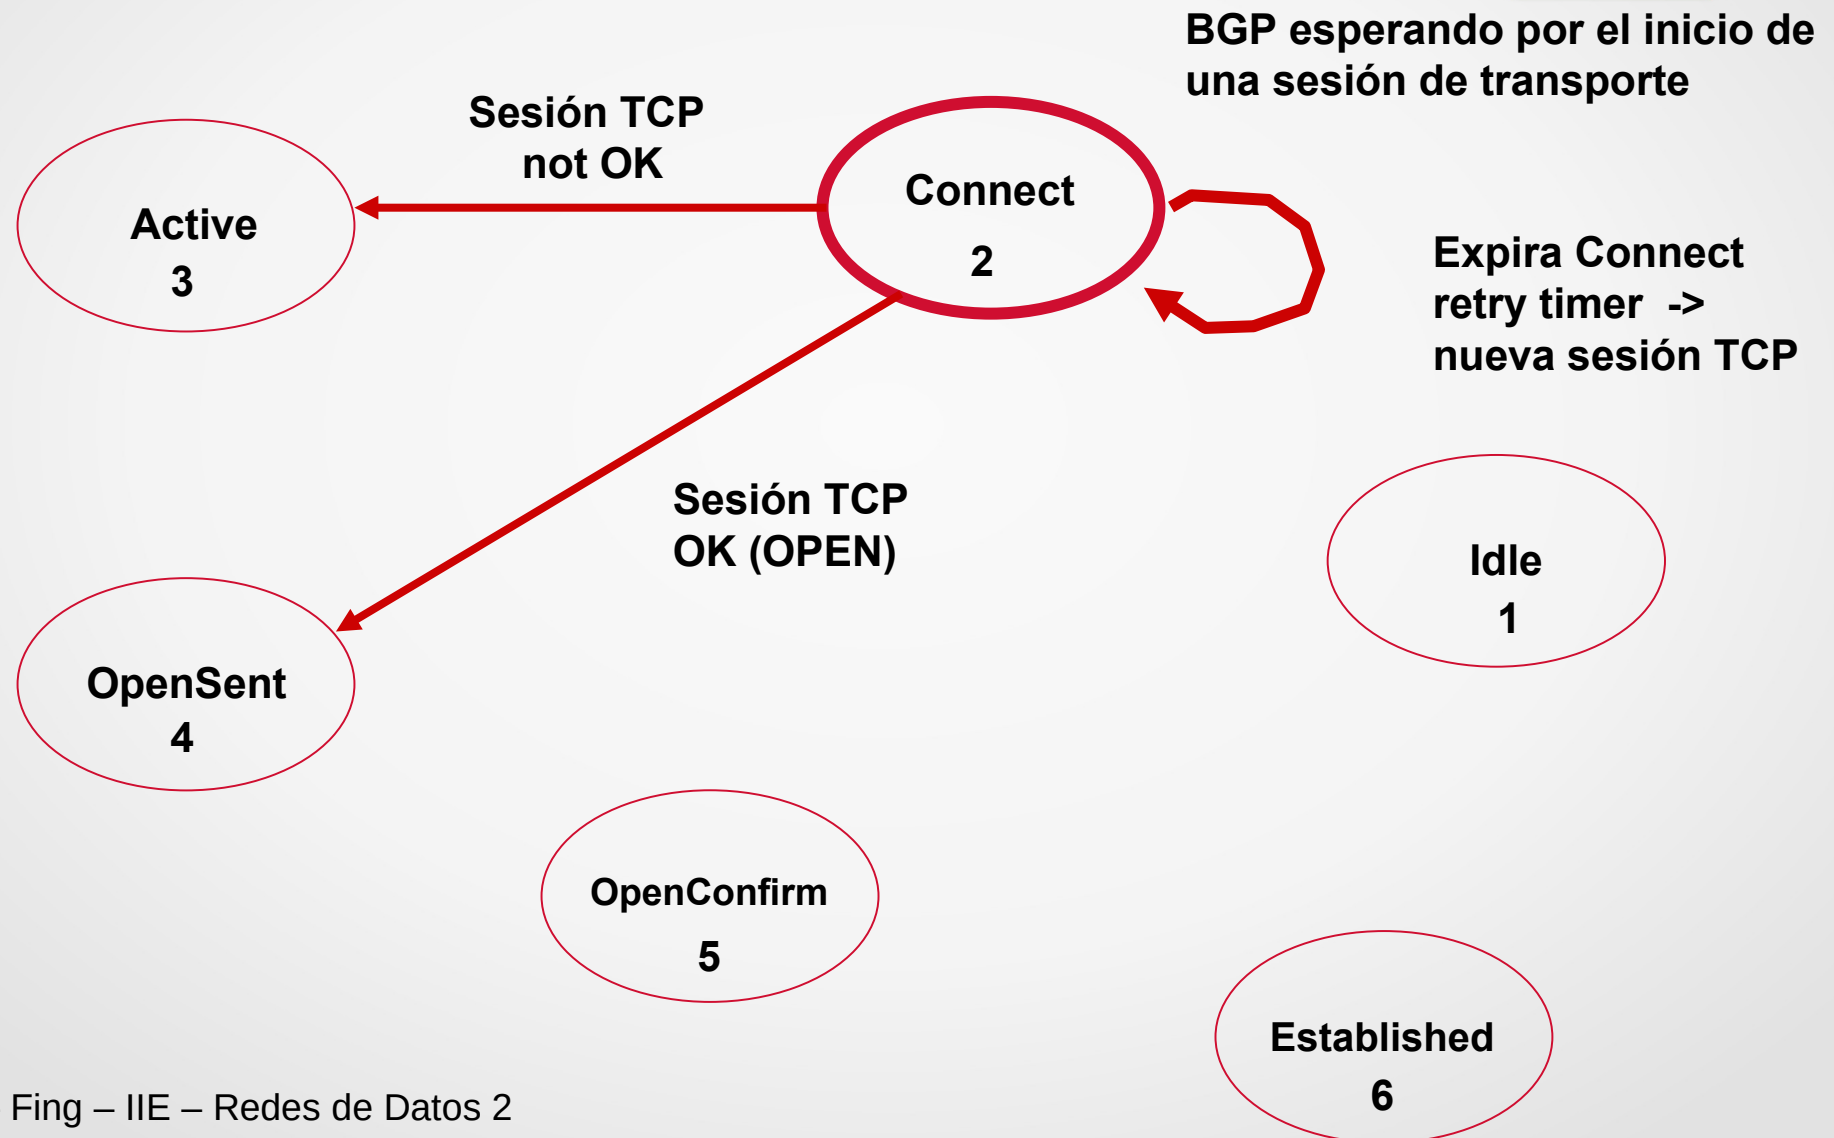 BGP esperando por el inicio de
una sesión de transporte
Sesión TCP
not OK
Connect
2
Active
3
Expira Connect
retry timer ->
nueva sesión TCP
Sesión TCP
OK (OPEN)
Idle
1
OpenSent
4
OpenConfirm
5
Established
6
Fing – IIE – Redes de Datos 2